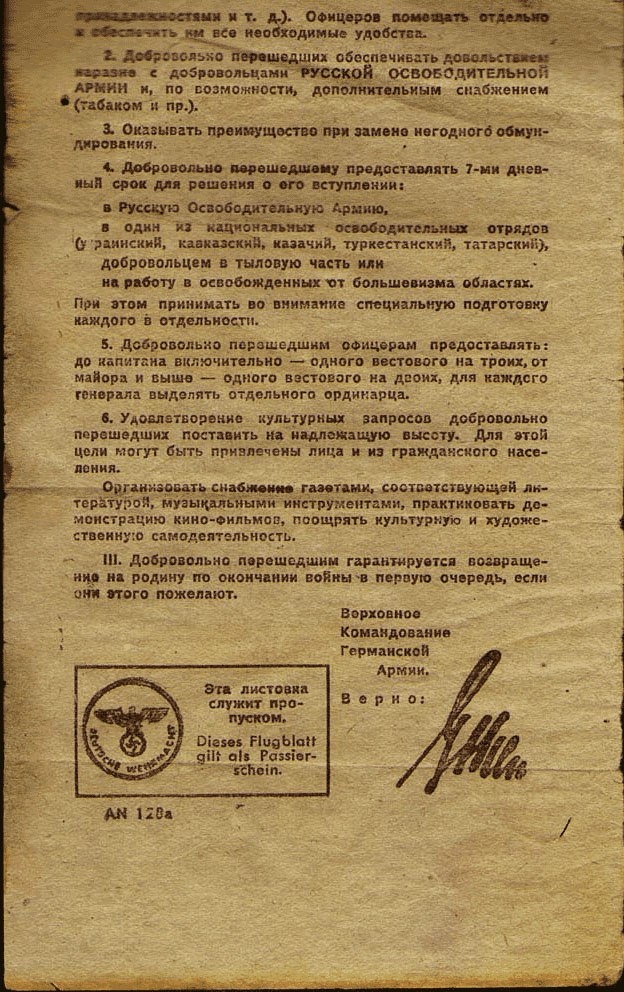 принадлежностями и т. д.). Офицеров помещать отдельно
и обеспечить им все необходимые удобства.
2. Добровольно перешедших обеспечивать довольствием
наравне с добровольцами РУССКОЙ ОСВОБОДИТЕЛЬНОЙ
АРМИИ и, по возможности, дополнительным снабжением
(табаком и пр.).
3. Оказывать преимущество при замене негодного обмун-
дирования.
4. Добровольно перешедшему предоставлять 7-ми днев-
ный срок для решения о его вступлении:
в Русскую Освободительную Армию,
в один из национальных освободительных отрядов
(украинский, кавказский, казачий, туркестанский, татарский),
добровольцем в тыловую часть или
на работу в освобожденных от большевизма областях.
При этом принимать во внимание специальную подготовку
каждого в отдельности.
5. Добровольно перешедшим офицерам предоставлять:
до капитана включительно — одного вестового на троих, от
майора и выше — одного вестового на двоих, для каждого
генерала выделять отдельного ординарца.
6. Удовлетворение культурных запросов добровольно
перешедших поставить на надлежащую высоту. Для этой
цели могут быть привлечены лица и из гражданского насе-
ления.
Организовать снабжение газетами, соответствующей ли-
тературой, музыкальными инструментами, практиковать де-
монстрацию кино-фильмов, поощрять культурную и художе-
ственную самодеятельность.
III. Добровольно перешедшим гарантируется возвраще-
ние на родину по окончании войны в первую очередь, если
они этого пожелают.
Верховное
Командование
Германской
Армии.
Верно:
Эта листовка
служит про-
пуском.
Dieses Flugblatt
gilt als Passier-
schein.
DEUTSCHE WEHRMACHT
AN 128a